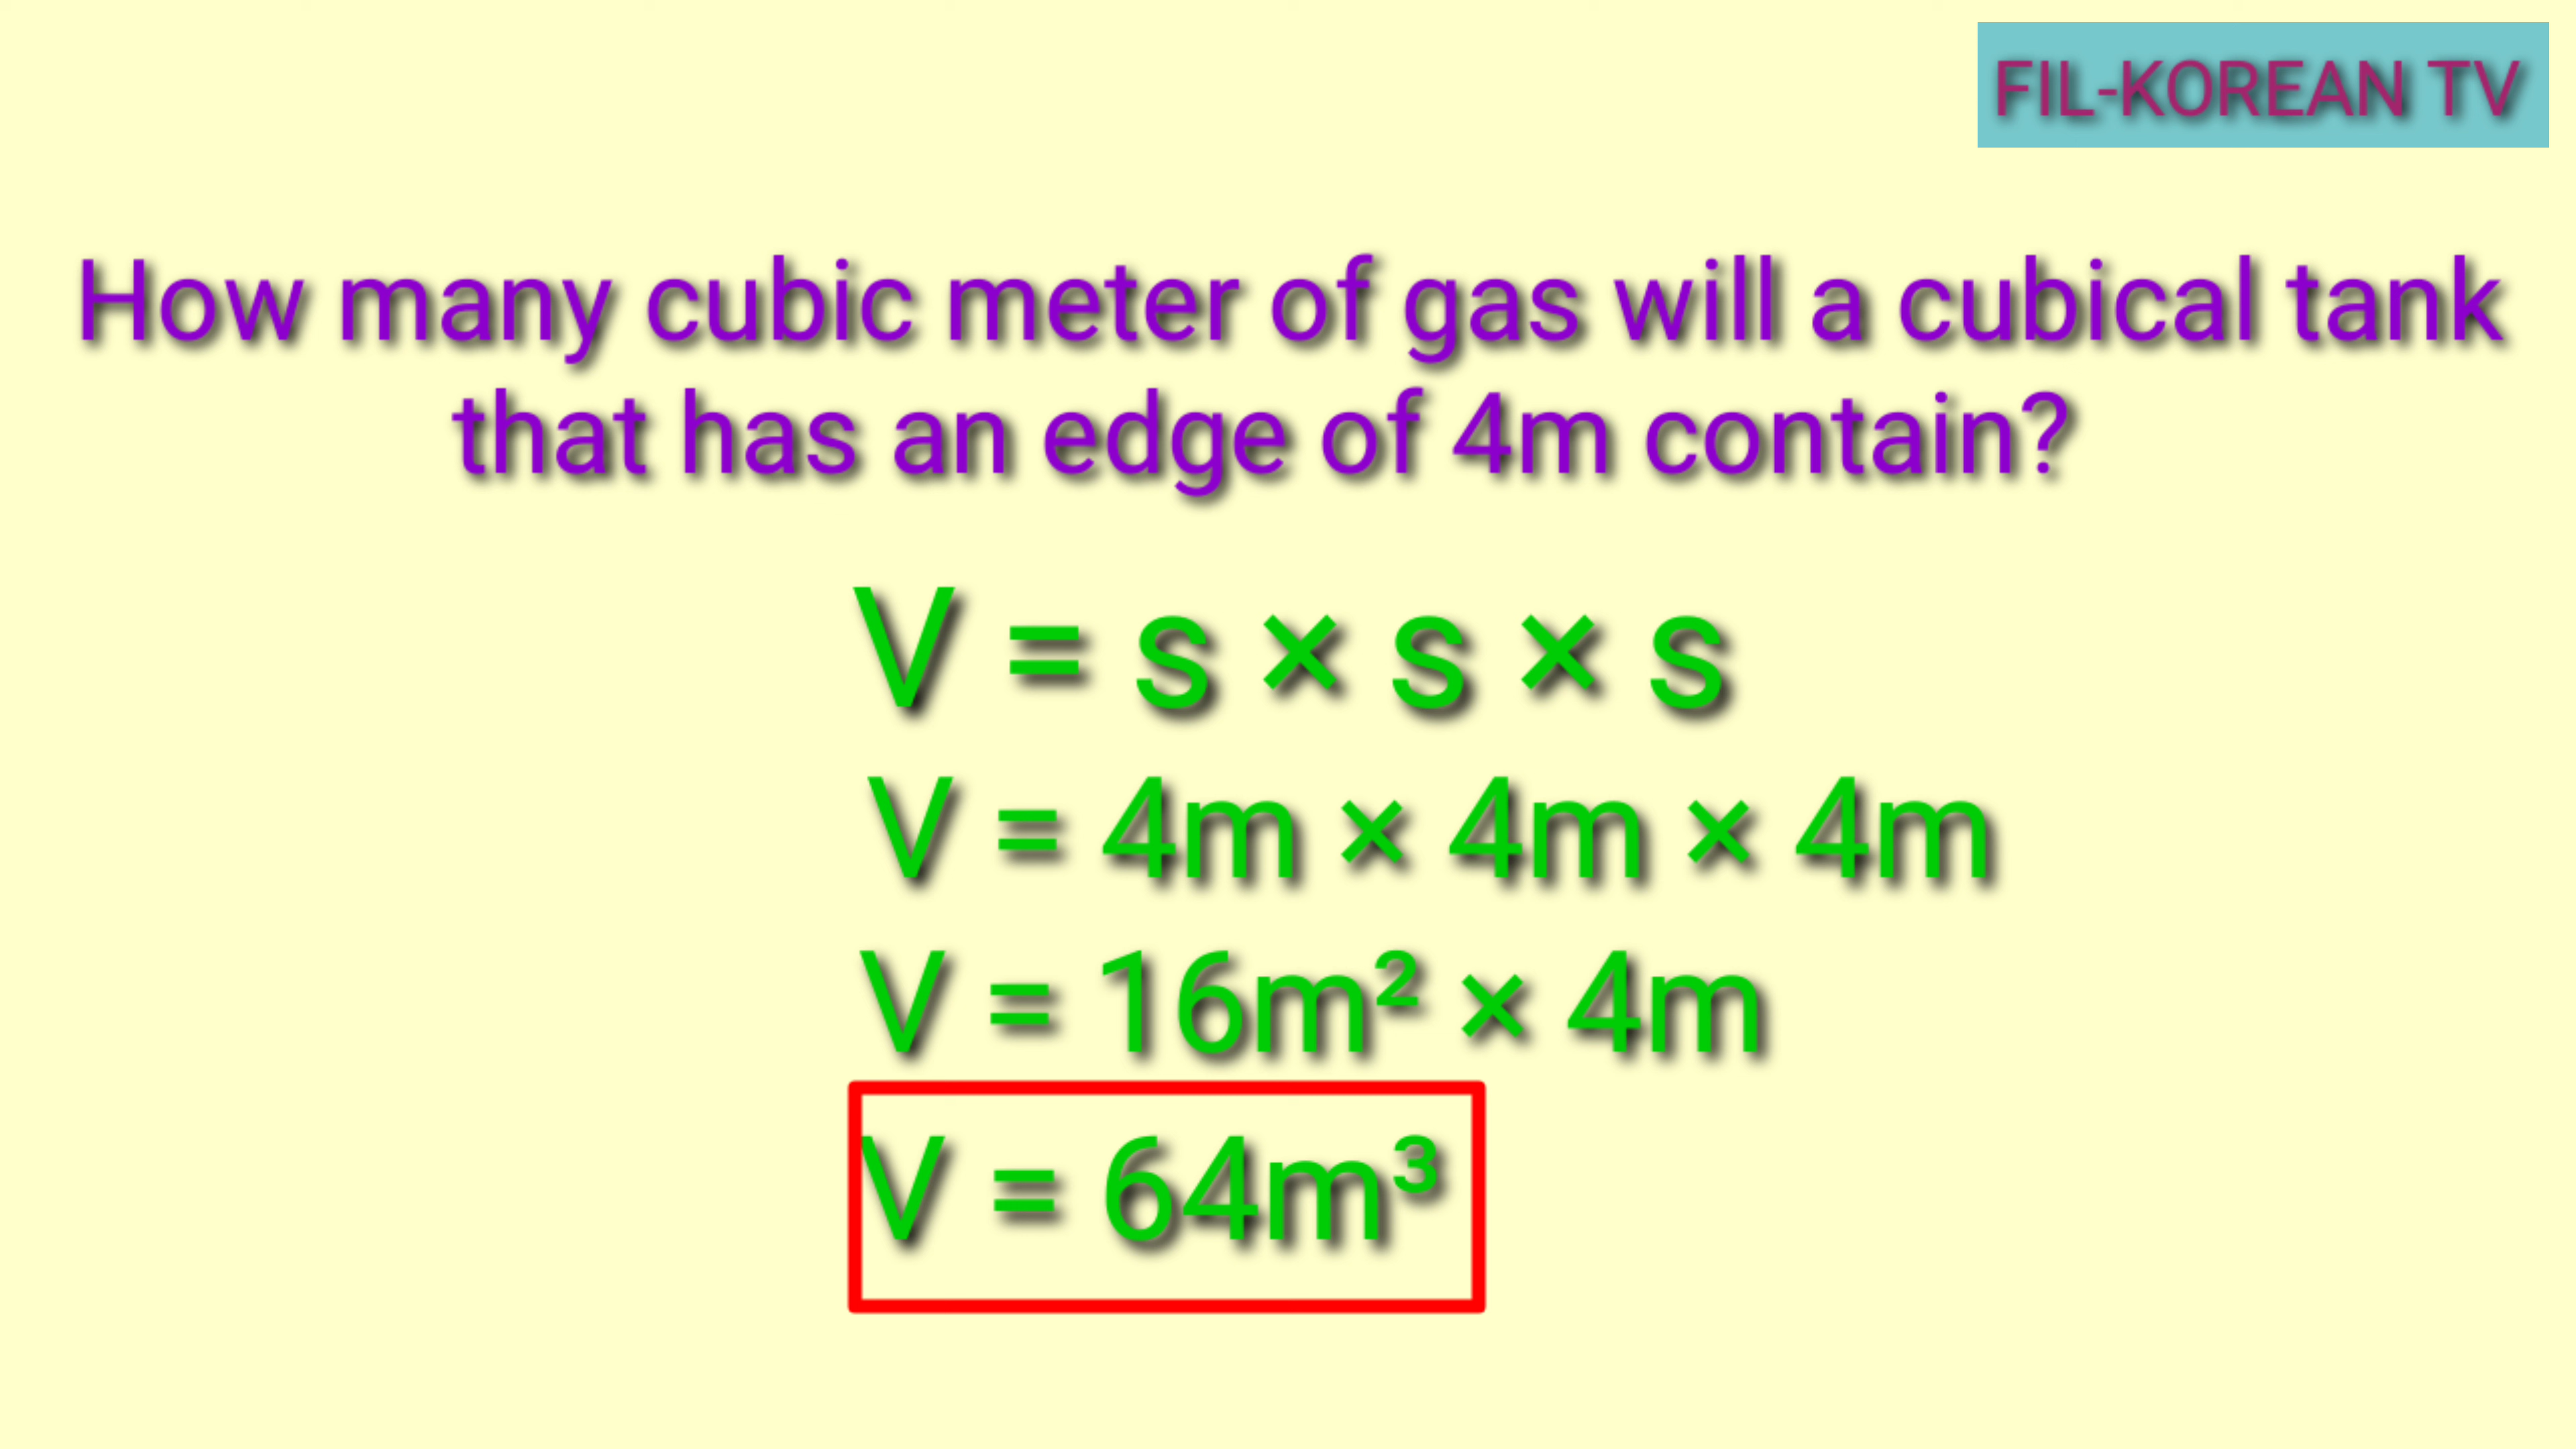 FIL-KOREAN TV
How many cubic meter of gas will a cubical tank
that has an edge of 4m contain?
V = s × s × s
V = 4m × 4m × 4m
V = 16m² × 4m
V = 64m³